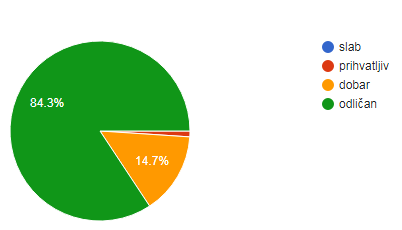 slab
prihvatljiv
dobar
odličan
84.3%
14.7%